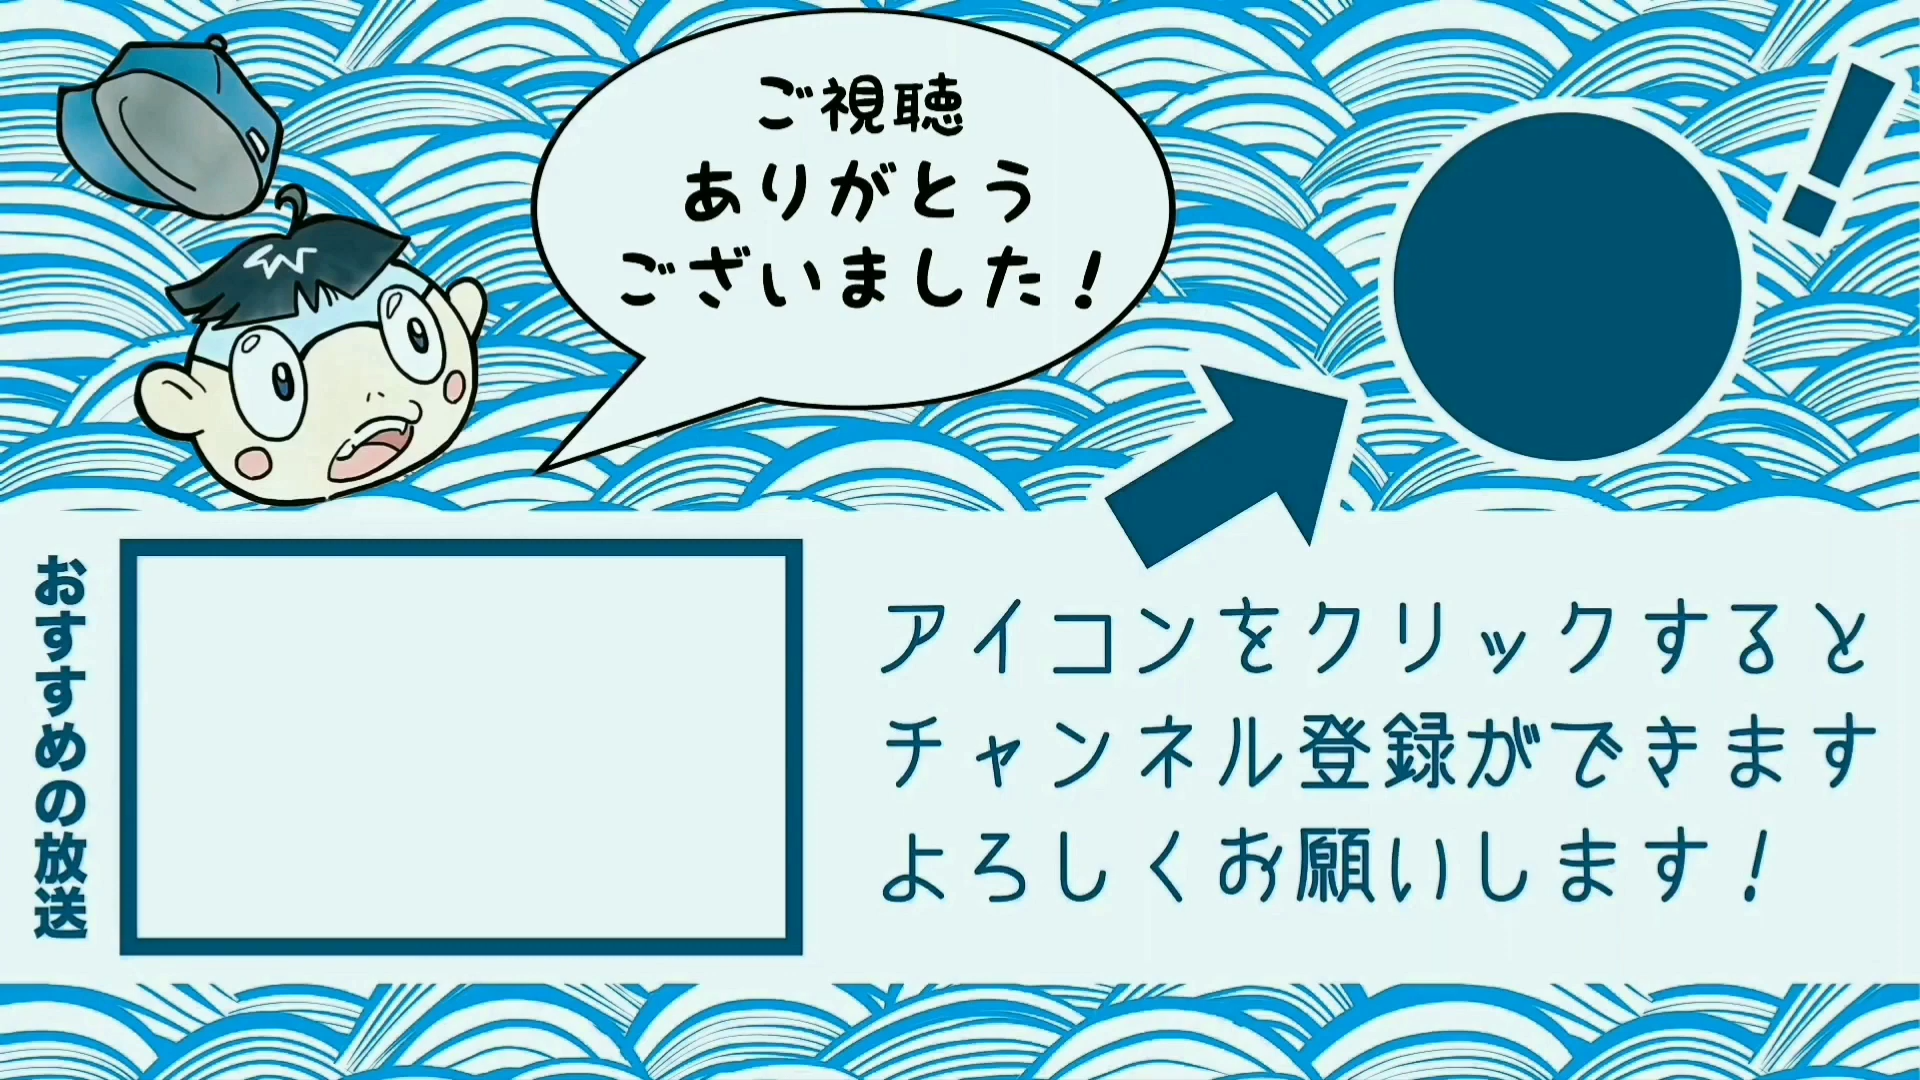 ご視聴
ありがとう
ございました!
おすすめの放送
アイコンをクリックすると
チャンネル登録ができます
よろしくお願いします!